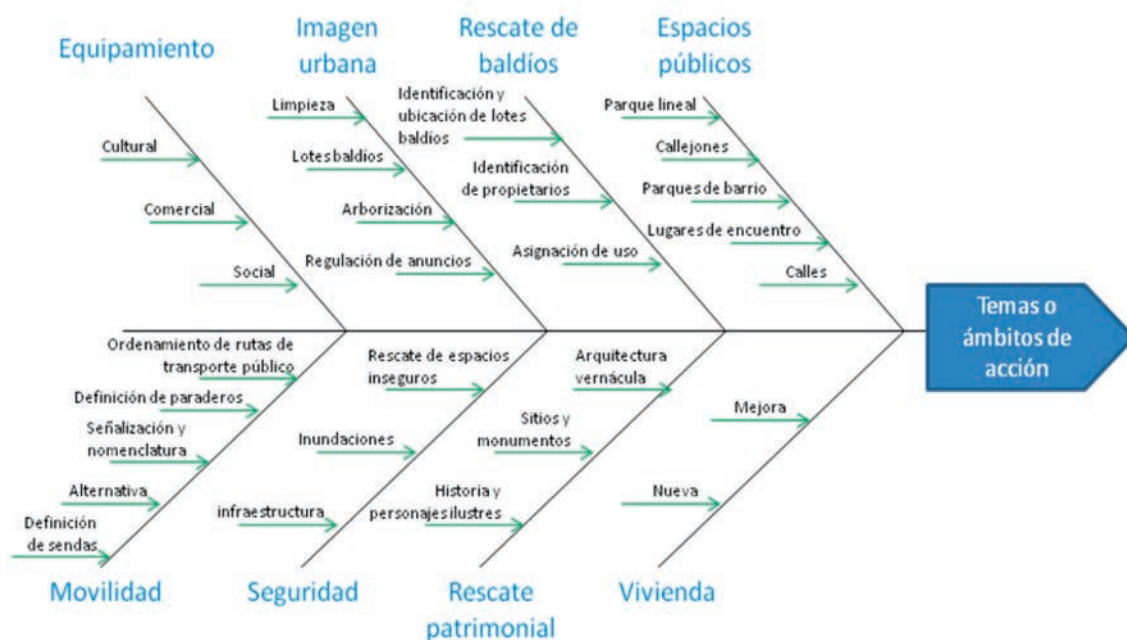 Equipamiento
Cultural
Comercial
Social
Imagen
urbana
Limpieza
Lotes baldíos
Arborización
Regulación de anuncios
Rescate de
baldíos
Identificación y
ubicación de lotes
baldíos
Identificación
de propietarios
Asignación de uso
Espacios
públicos
Parque lineal
Callejones
Parques de barrio
Lugares de encuentro
Calles
Temas o
ámbitos de
acción
Ordenamiento de rutas de
transporte público
Definición de paraderos
Señalización y
nomenclatura
Alternativa
Definición
de sendas
Movilidad
Rescate de espacios
inseguros
Inundaciones
infraestructura
Seguridad
Arquitectura
vernácula
Sitios y
monumentos
Historia y
personajes ilustres
Rescate
patrimonial
Mejora
Nueva
Vivienda